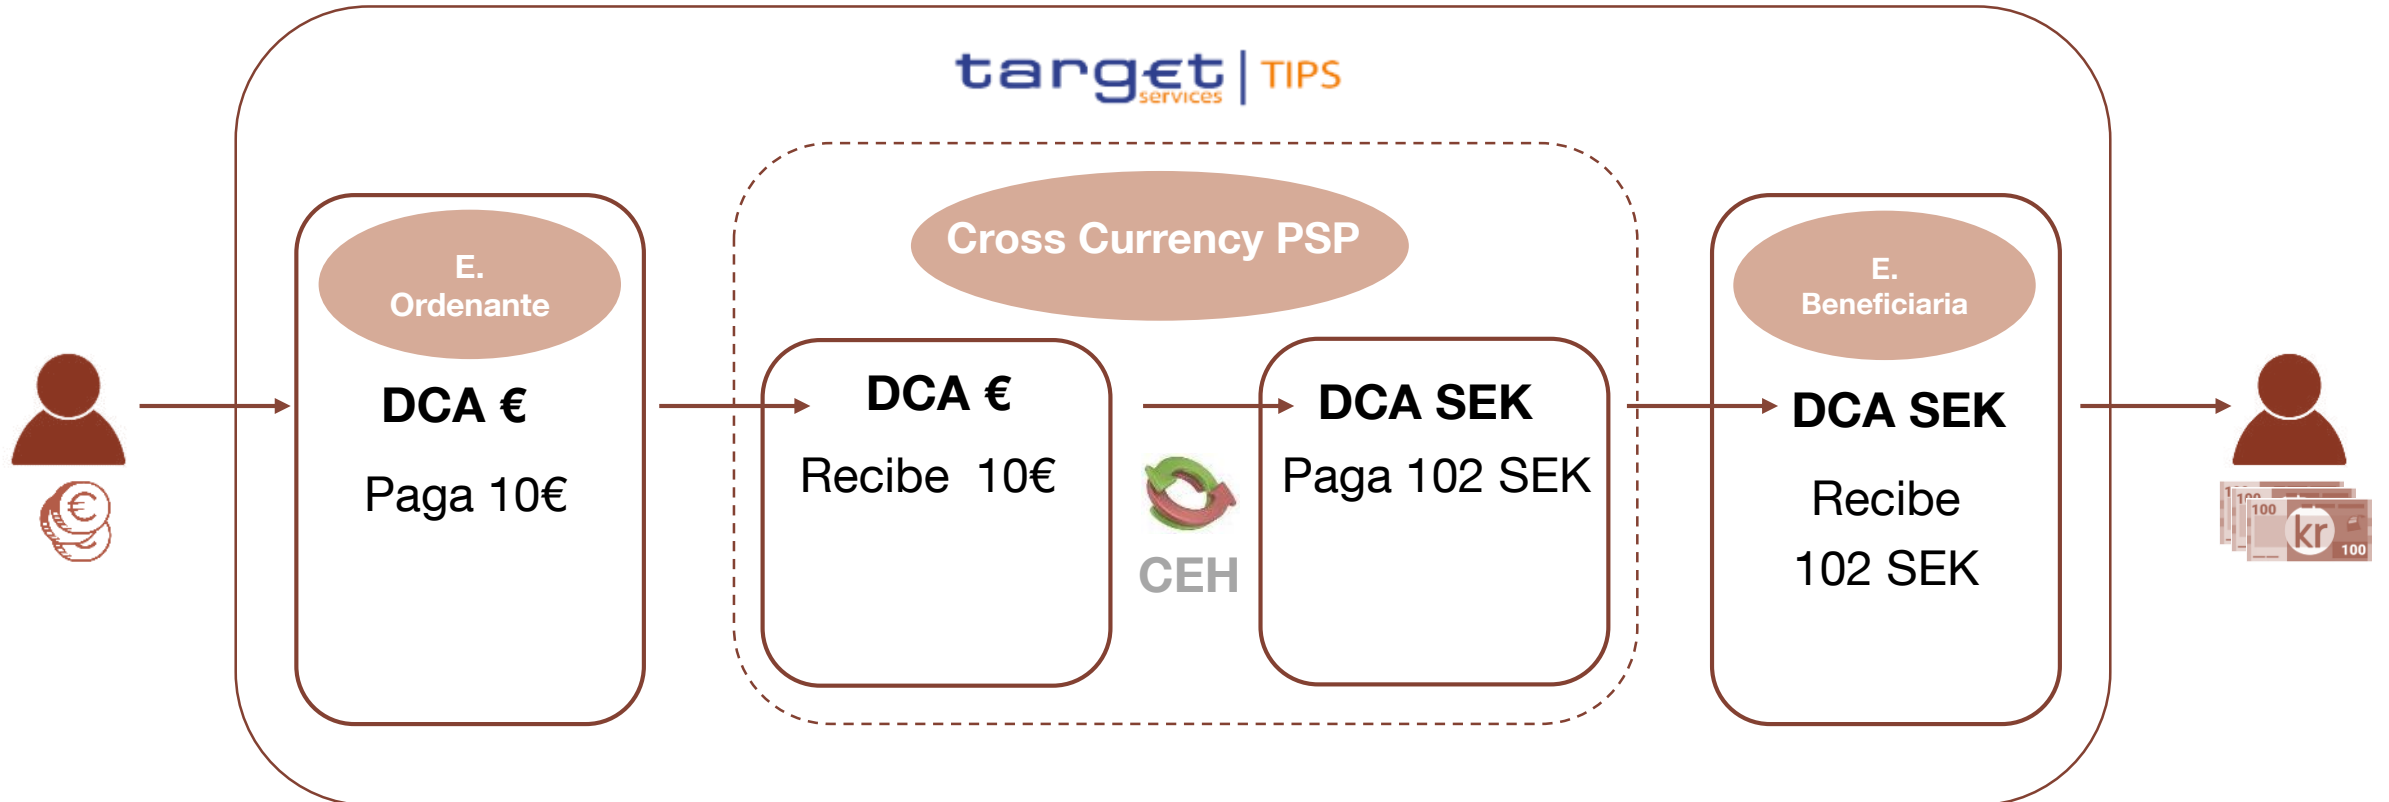 target | TIPS
services
Cross Currency PSP
E.
Ordenante
E.
Beneficiaria
DCA €
Paga 10€
DCA €
Recibe 10€
CEH
DCA SEK
Paga 102 SEK
DCA SEK
Recibe
102 SEK
€
100
100
kr
100